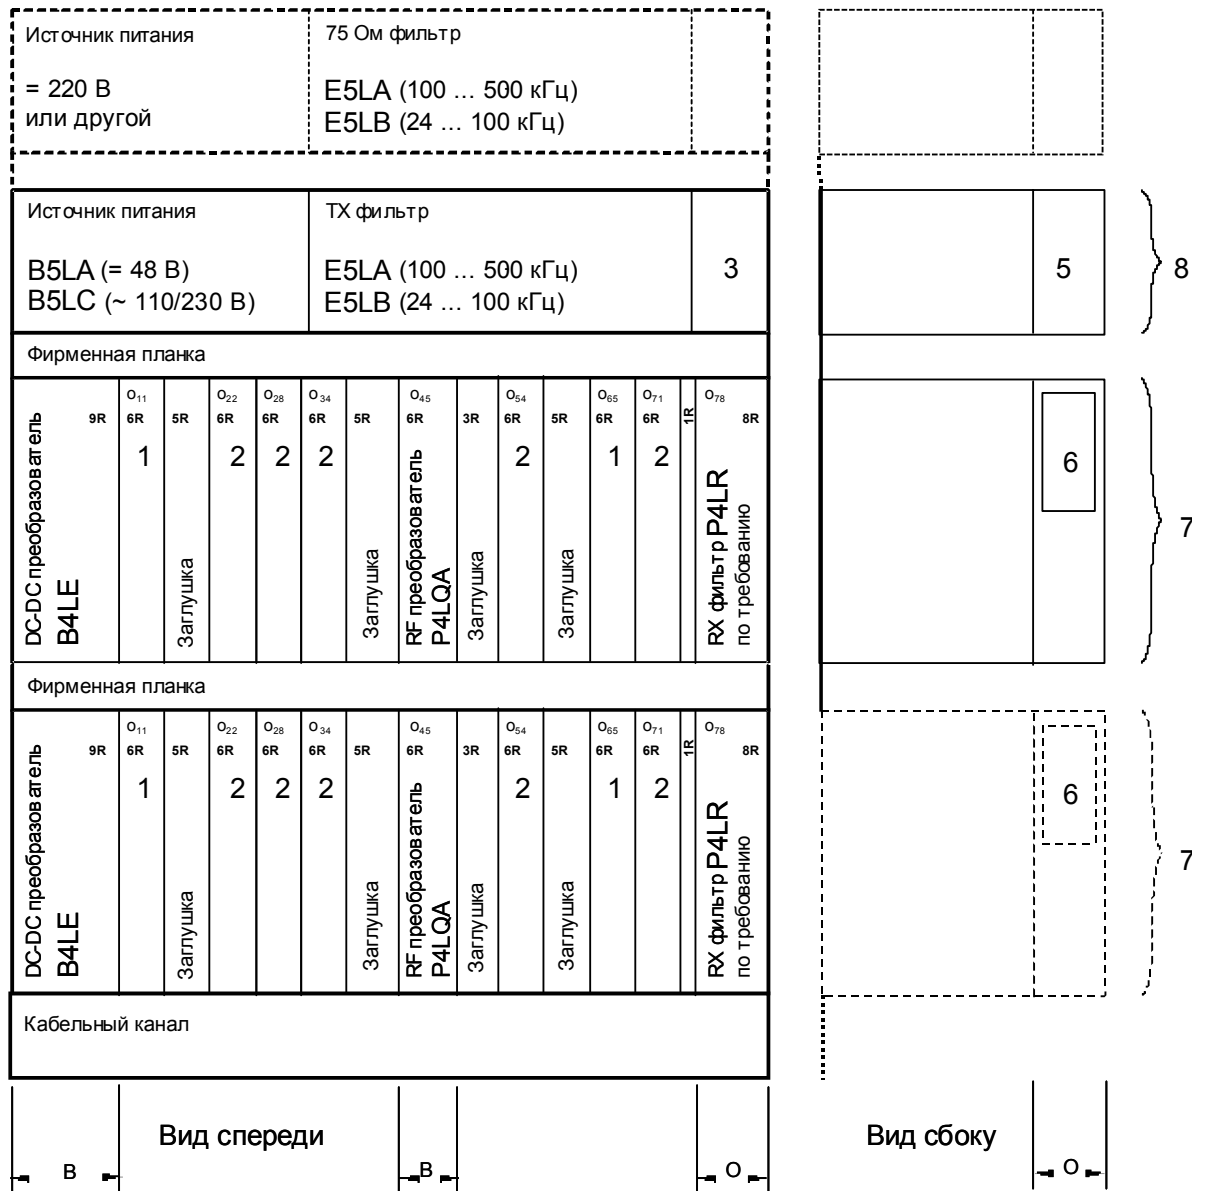 Источник питания
= 220 В
или другой
75 Ом фильтр
E5LA (100 ... 500 кГц)
E5LB (24 ... 100 кГц)
Источник питания
B5LA (= 48 В)
B5LC (~ 110/230 В)
TX фильтр
E5LA (100 ... 500 кГц)
E5LB (24 ... 100 кГц)
3
5
8
Фирменная планка
O11 O22 O28 O34 O45 O54 O65 O71 O78
9R 6R 5R 6R 6R 6R 5R 6R 3R 6R 5R 6R 6R 1R 8R
1 2 2 2 2 1 2
DC-DC преобразователь
B4LE
Заглушка
Заглушка
RF преобразователь
P4LQA
Заглушка
Заглушка
RX фильтр P4LR
по требованию
6
7
Фирменная планка
O11 O22 O28 O34 O45 O54 O65 O71 O78
9R 6R 5R 6R 6R 6R 5R 6R 3R 6R 5R 6R 6R 1R 8R
1 2 2 2 2 1 2
DC-DC преобразователь
B4LE
Заглушка
Заглушка
RF преобразователь
P4LQA
Заглушка
Заглушка
RX фильтр P4LR
по требованию
6
7
Кабельный канал
Вид спереди
Вид сбоку
B
B
O
O